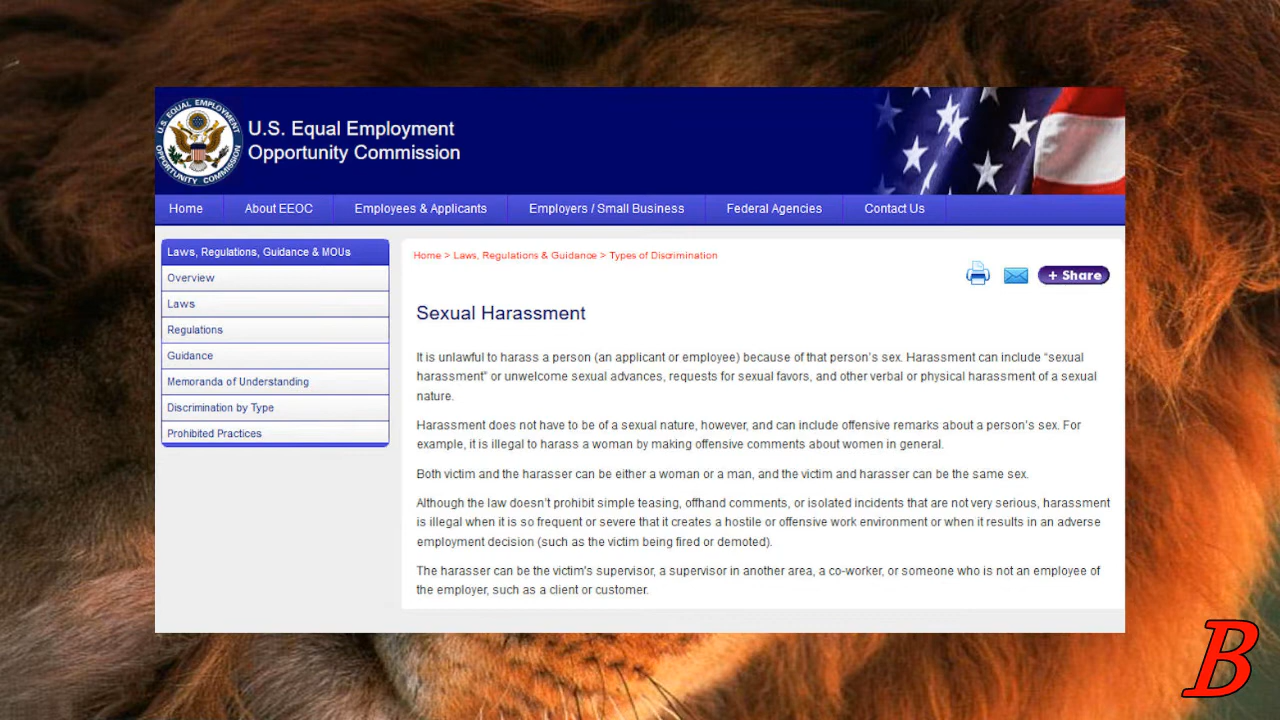 U.S. EQUAL EMPLOYMENT
OPPORTUNITY COMMISSION
U.S. Equal Employment
Opportunity Commission
Home
About EEOC
Employees & Applicants
Employers / Small Business
Federal Agencies
Contact Us
Laws, Regulations, Guidance & MOUs
Overview
Laws
Regulations
Guidance
Memoranda of Understanding
Discrimination by Type
Prohibited Practices
Home > Laws, Regulations & Guidance > Types of Discrimination
+ Share
Sexual Harassment
It is unlawful to harass a person (an applicant or employee) because of that person’s sex. Harassment can include “sexual
harassment” or unwelcome sexual advances, requests for sexual favors, and other verbal or physical harassment of a sexual
nature.
Harassment does not have to be of a sexual nature, however, and can include offensive remarks about a person’s sex. For
example, it is illegal to harass a woman by making offensive comments about women in general.
Both victim and the harasser can be either a woman or a man, and the victim and harasser can be the same sex.
Although the law doesn’t prohibit simple teasing, offhand comments, or isolated incidents that are not very serious, harassment
is illegal when it is so frequent or severe that it creates a hostile or offensive work environment or when it results in an adverse
employment decision (such as the victim being fired or demoted).
The harasser can be the victim's supervisor, a supervisor in another area, a co-worker, or someone who is not an employee of
the employer, such as a client or customer.
B